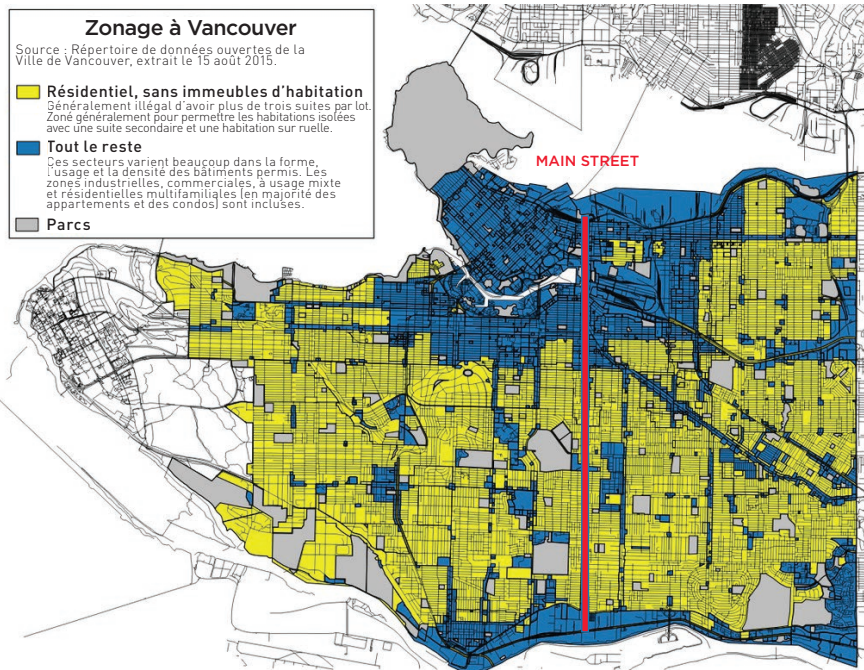 Zonage à Vancouver
Source : Répertoire de données ouvertes de la
Ville de Vancouver, extrait le 15 août 2015.
Résidentiel, sans immeubles d’habitation
Généralement illégal d’avoir plus de trois suites par lot.
Zoné généralement pour permettre les habitations isolées
avec une suite secondaire et une habitation sur ruelle.
Tout le reste
Ces secteurs varient beaucoup dans la forme,
l’usage et la densité des bâtiments permis. Les
zones industrielles, commerciales, à usage mixte
et résidentielles multifamiliales (en majorité des
appartements et des condos) sont incluses.
Parcs
MAIN STREET